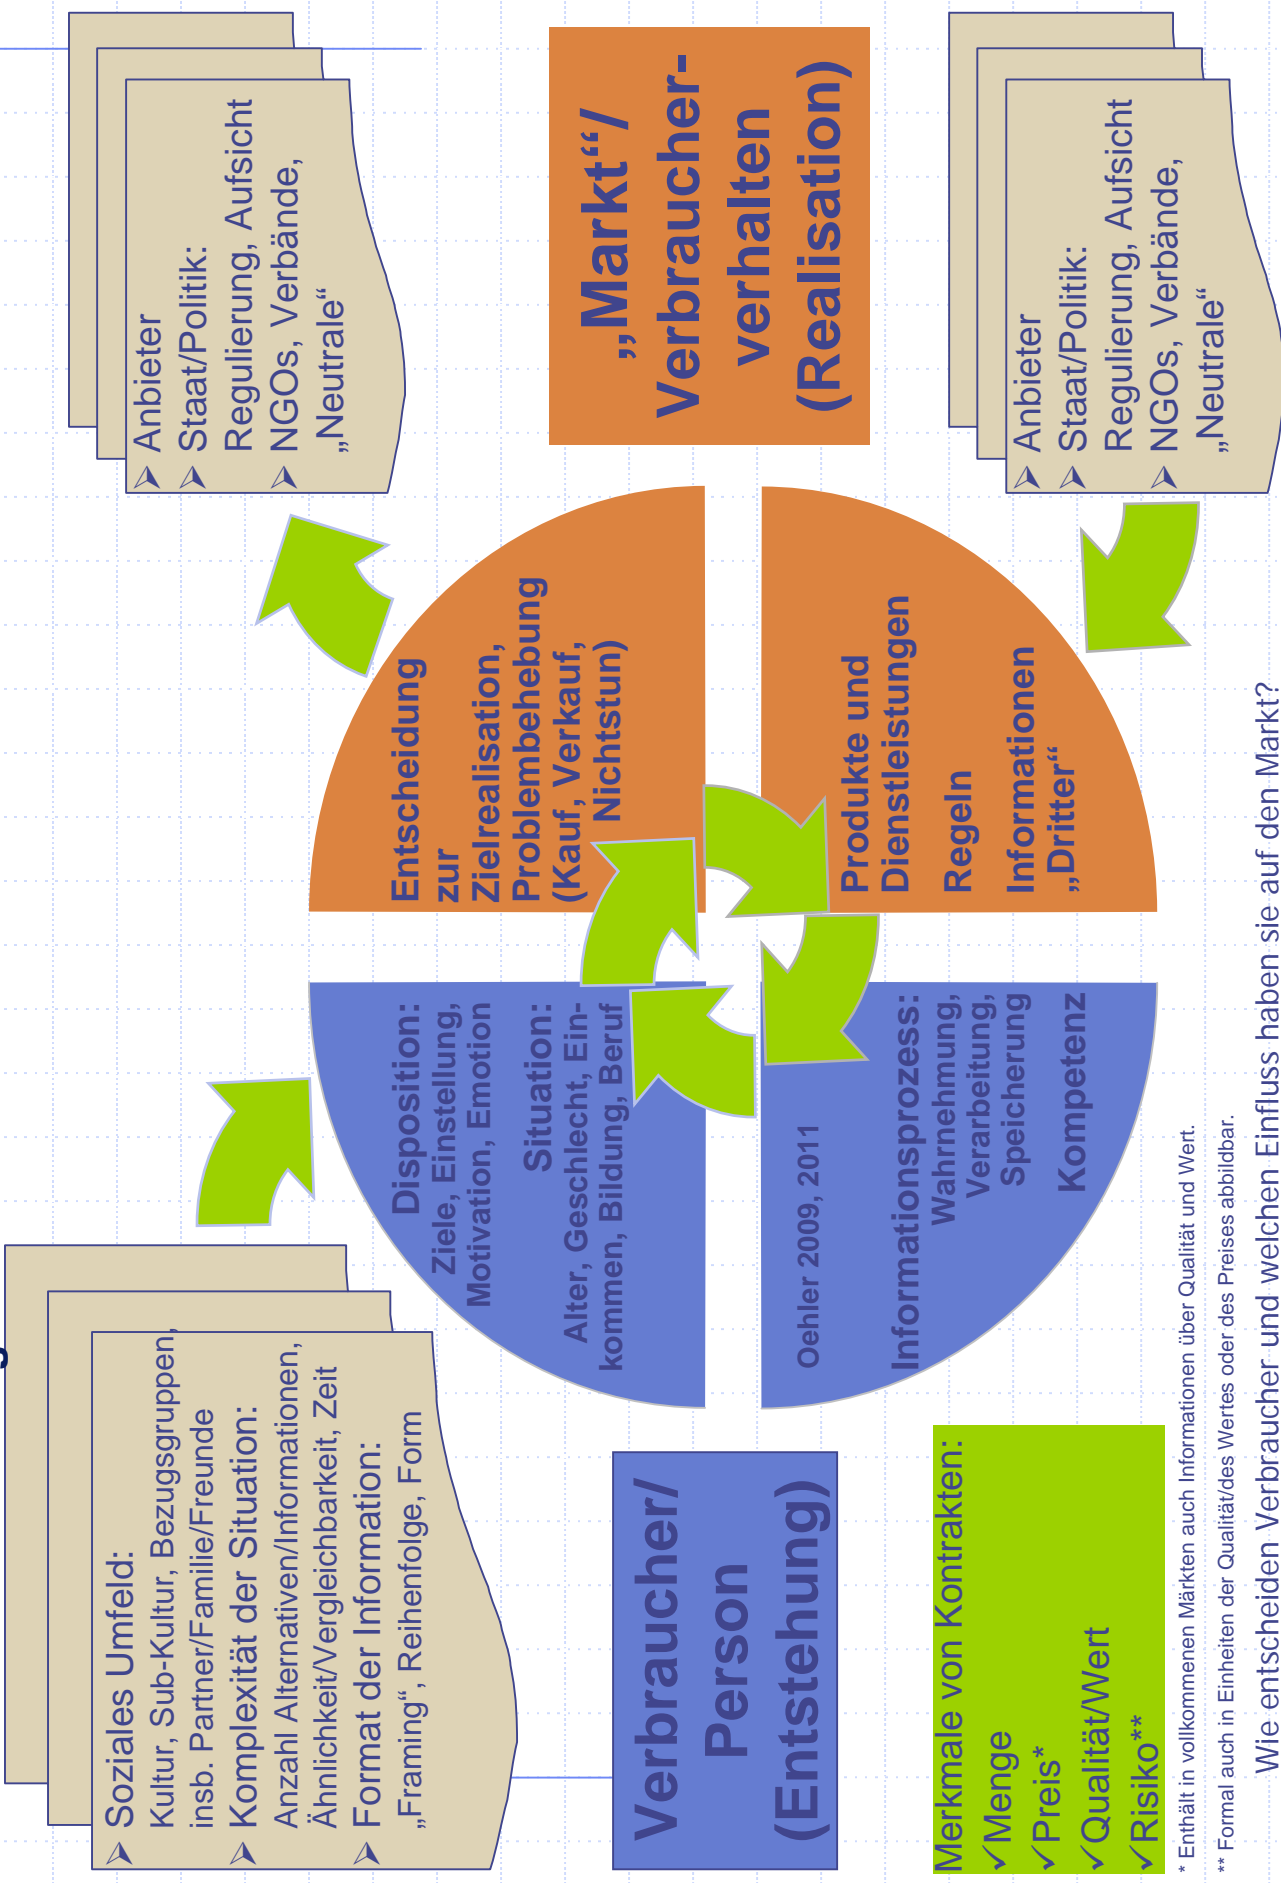 Soziales Umfeld:
Kultur, Sub-Kultur, Bezugsgruppen,
insb. Partner/Familie/Freunde
Komplexität der Situation:
Anzahl Alternativen/Informationen,
Ähnlichkeit/Vergleichbarkeit, Zeit
Format der Information:
„Framing“, Reihenfolge, Form
Anbieter
Staat/Politik:
Regulierung, Aufsicht
NGOs, Verbände,
„Neutrale“
Disposition:
Ziele, Einstellung,
Motivation, Emotion
Situation:
Alter, Geschlecht, Ein-
kommen, Bildung, Beruf
Entscheidung
zur
Zielrealisation,
Problembehebung
(Kauf, Verkauf,
Nichtstun)
Verbraucher/
Person
(Entstehung)
„Markt“/
Verbraucher-
verhalten
(Realisation)
Oehler 2009, 2011
Informationsprozess:
Wahrnehmung,
Verarbeitung,
Speicherung
Kompetenz
Produkte und
Dienstleistungen
Regeln
Informationen
„Dritter“
Merkmale von Kontrakten:
✓Menge
✓Preis*
✓Qualität/Wert
✓Risiko**
Anbieter
Staat/Politik:
Regulierung, Aufsicht
NGOs, Verbände,
„Neutrale“
* Enthält in vollkommenen Märkten auch Informationen über Qualität und Wert.
** Formal auch in Einheiten der Qualität/des Wertes oder des Preises abbildbar.
Wie entscheiden Verbraucher und welchen Einfluss haben sie auf den Markt?